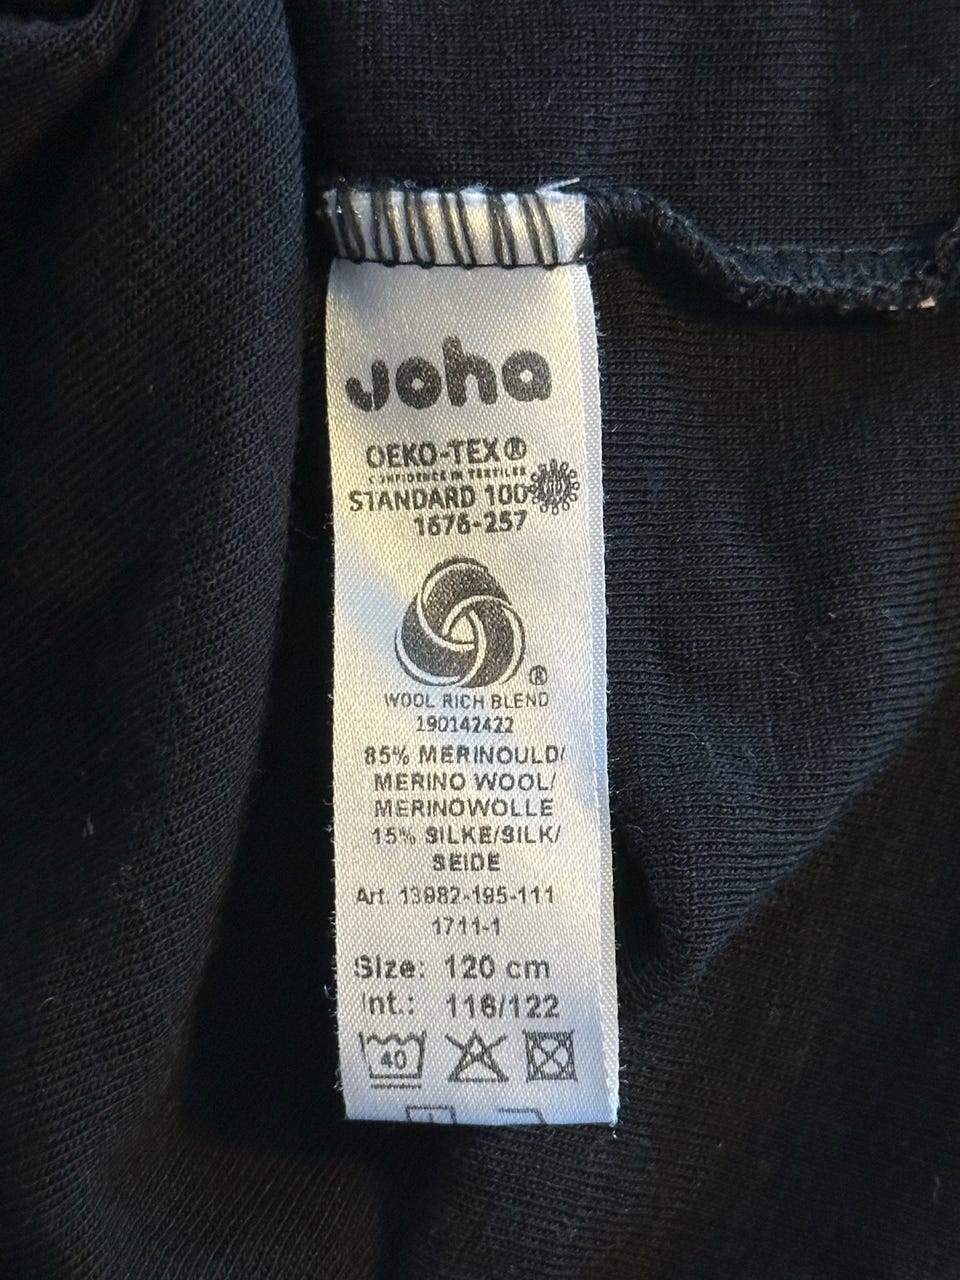 Joha
OEKO-TEX®
CONFIDENCE IN TEXTILES
STANDARD 100
1676-257
®
WOOL RICH BLEND
190142422
85% MERINOULD/
MERINO WOOL/
MERINOWOLLE
15% SILKE/SILK/
SEIDE
Art. 13982-195-111
1711-1
Size: 120 cm
Int.: 116/122
40